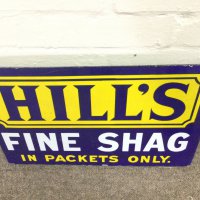 HILL'S
FINE SHAG
IN PACKETS ONLY.